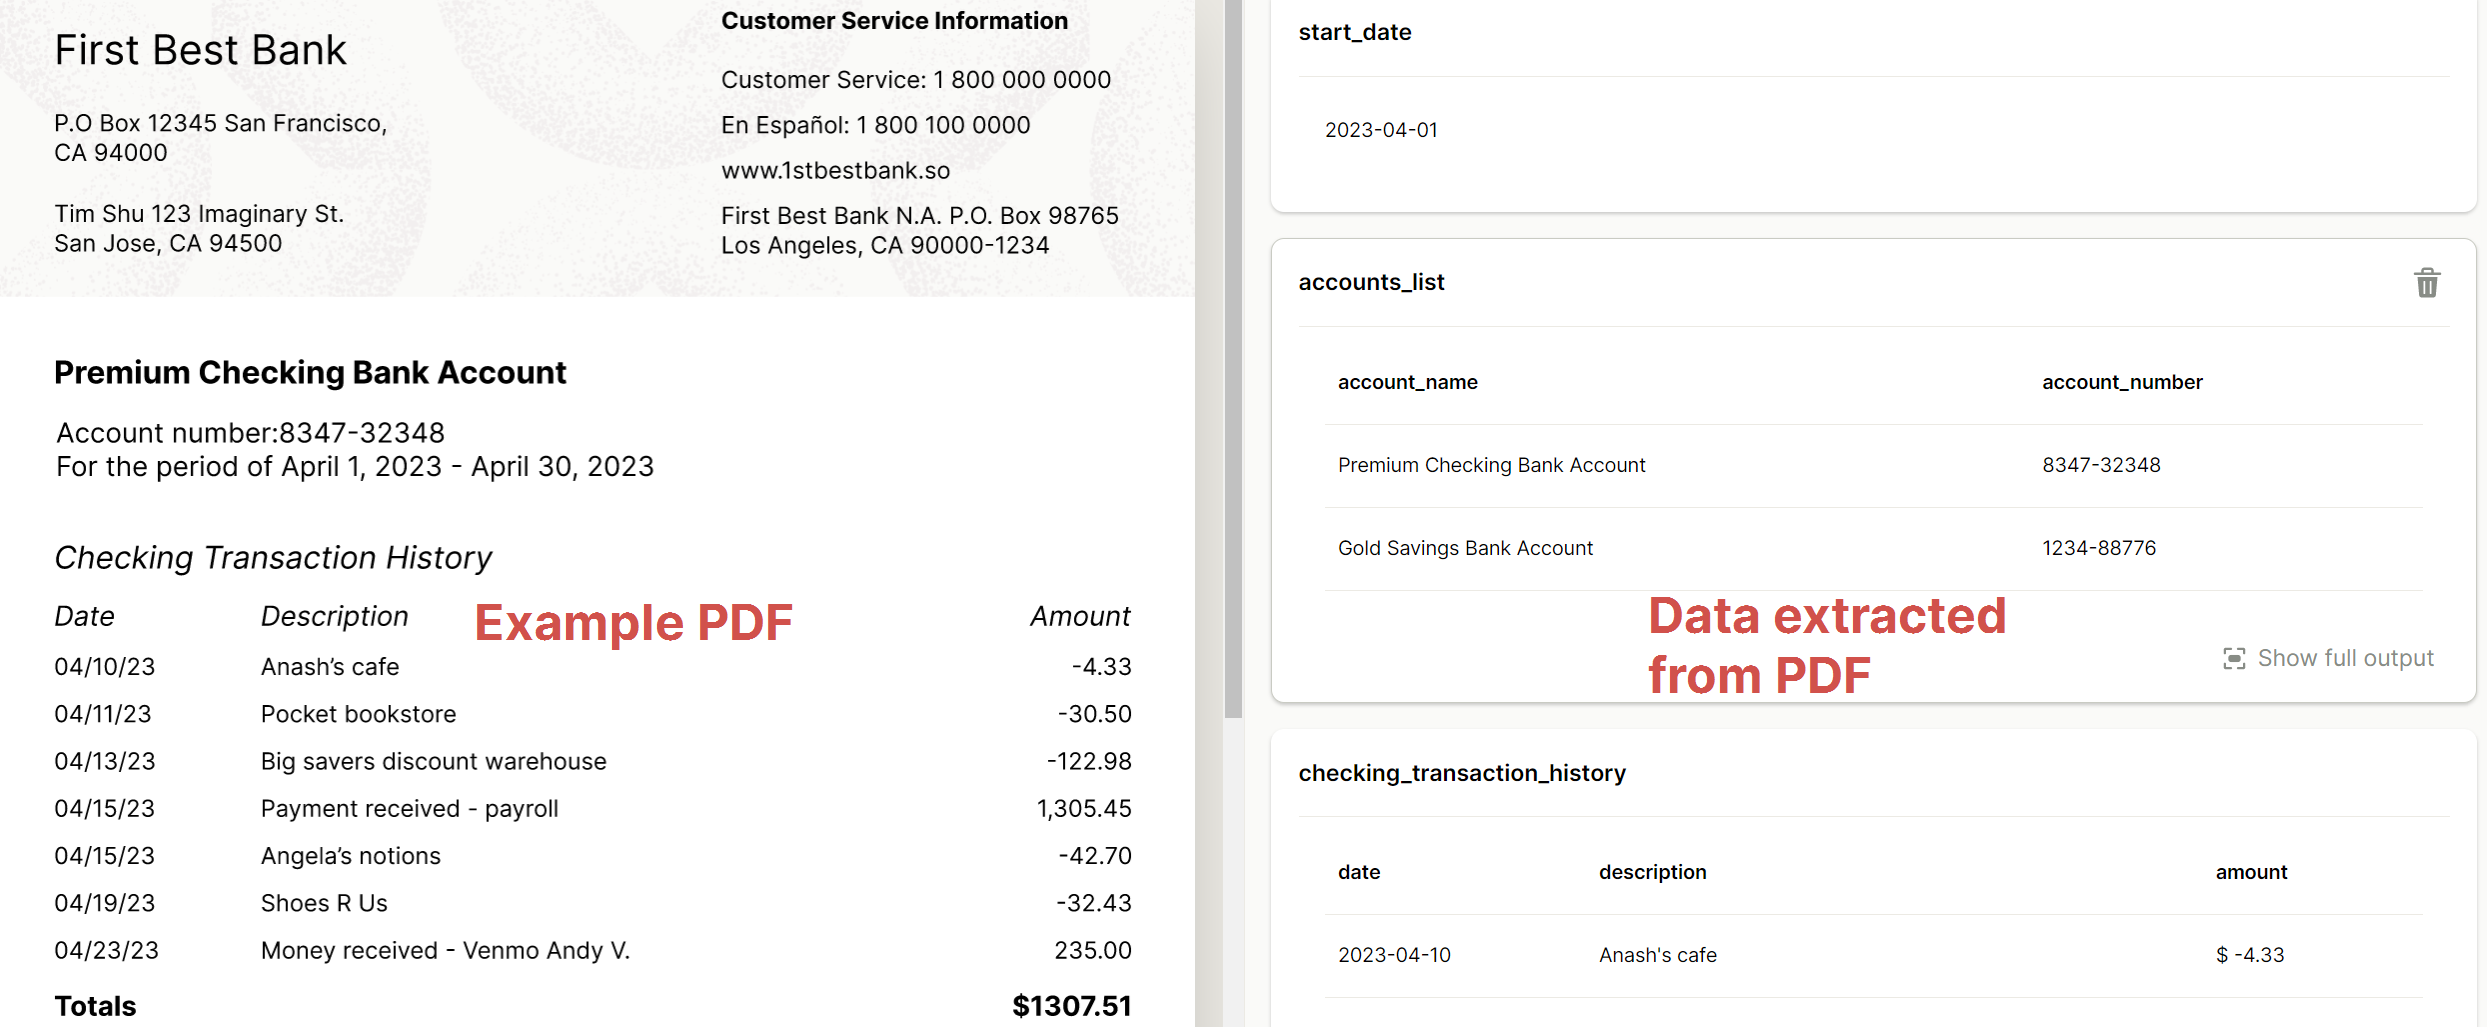 First Best Bank
P.O Box 12345 San Francisco,
CA 94000
Tim Shu 123 Imaginary St.
San Jose, CA 94500
Customer Service Information
Customer Service: 1 800 000 0000
En Español: 1 800 100 0000
www.1stbestbank.so
First Best Bank N.A. P.O. Box 98765
Los Angeles, CA 90000-1234
Premium Checking Bank Account
Account number:8347-32348
For the period of April 1, 2023 - April 30, 2023
Checking Transaction History
Date Description Amount
Example PDF
04/10/23 Anash’s cafe -4.33
04/11/23 Pocket bookstore -30.50
04/13/23 Big savers discount warehouse -122.98
04/15/23 Payment received - payroll 1,305.45
04/15/23 Angela’s notions -42.70
04/19/23 Shoes R Us -32.43
04/23/23 Money received - Venmo Andy V. 235.00
Totals $1307.51
start_date
2023-04-01
accounts_list
account_name account_number
Premium Checking Bank Account 8347-32348
Gold Savings Bank Account 1234-88776
Data extracted
from PDF
Show full output
checking_transaction_history
date description amount
2023-04-10 Anash's cafe $ -4.33